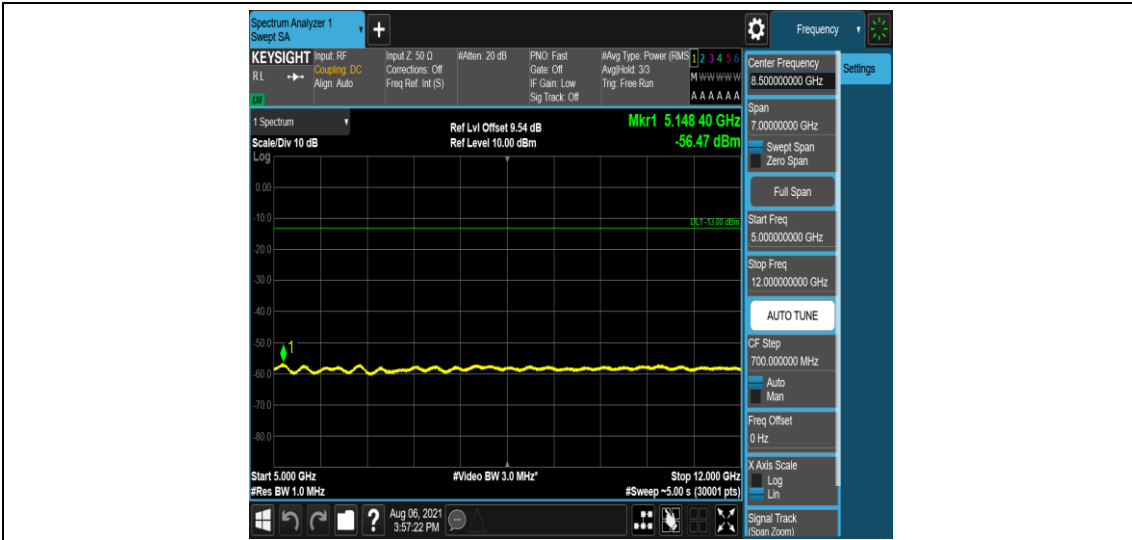 Spectrum Analyzer 1
Swept SA
+
Frequency
KEYSIGHT
Input: RF
Input Z: 50 Ω
#Atten: 20 dB
PNO: Fast
#Avg Type: Power (RMS
1 2 3 4 5 6
RL
Coupling: DC
Corrections: Off
Gate: Off
Avg|Hold: 3/3
M W W W W W
Align: Auto
Freq Ref: Int (S)
IF Gain: Low
Trig: Free Run
Sig Track: Off
A A A A A A
LXI
1 Spectrum
Ref Lvl Offset 9.54 dB
Mkr1 5.148 40 GHz
Scale/Div 10 dB
Ref Level 10.00 dBm
-56.47 dBm
Log
0.00
-10.0
DL1 -13.00 dBm
-20.0
-30.0
-40.0
-50.0
1
-60.0
-70.0
-80.0
Start 5.000 GHz
#Video BW 3.0 MHz*
Stop 12.000 GHz
#Res BW 1.0 MHz
#Sweep ~5.00 s (30001 pts)
Center Frequency
8.500000000 GHz
Settings
Span
7.00000000 GHz
Swept Span
Zero Span
Full Span
Start Freq
5.000000000 GHz
Stop Freq
12.000000000 GHz
AUTO TUNE
CF Step
700.000000 MHz
Auto
Man
Freq Offset
0 Hz
X Axis Scale
Log
Lin
Signal Track
(Span Zoom)
?
Aug 06, 2021
3:57:22 PM